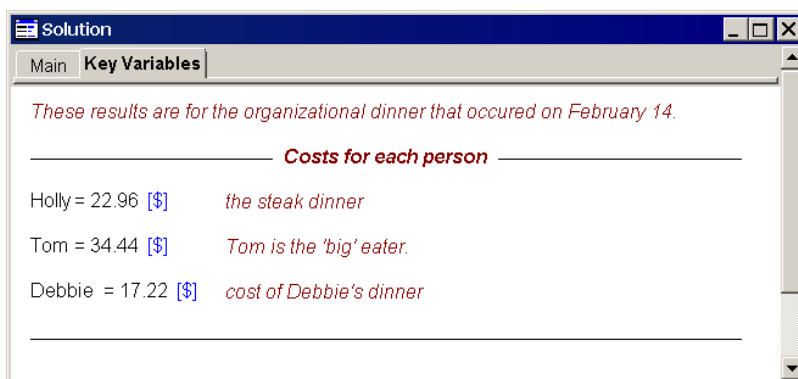 Solution
Main Key Variables
These results are for the organizational dinner that occured on February 14.
Costs for each person
Holly = 22.96 [$] the steak dinner
Tom = 34.44 [$] Tom is the 'big' eater.
Debbie = 17.22 [$] cost of Debbie's dinner